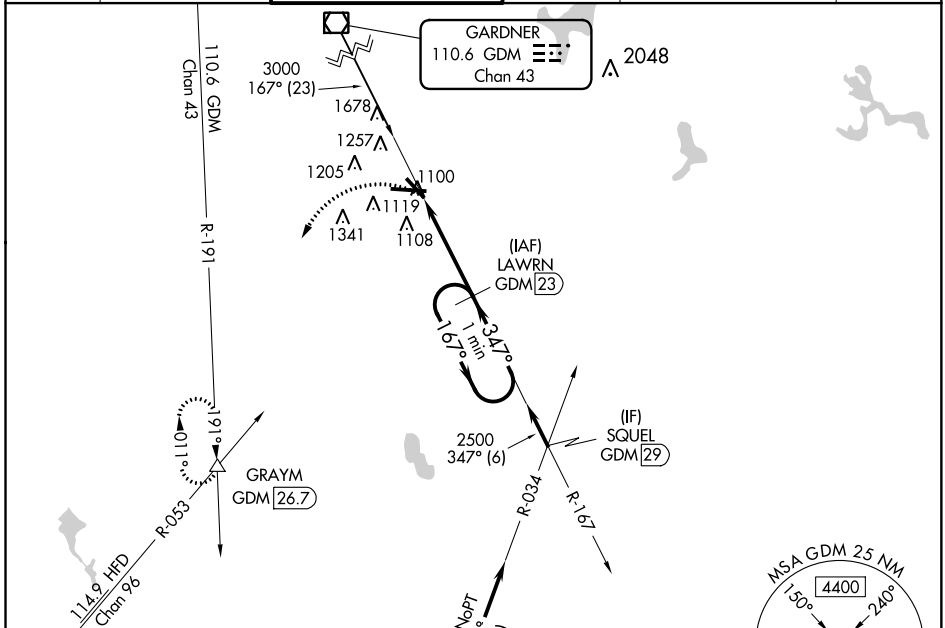 GARDNER
110.6 GDM
Chan 43
2048
110.6 GDM
Chan 43
3000
167° (23)
1678
1257
1205
1100
1119
1341
1108
R-191
(IAF)
LAWRN
GDM 23
1 min
167°
347°
191°
011°
2500
347° (6)
(IF)
SQUEL
GDM 29
GRAYM
GDM 26.7
R-053
R-034
R-167
114.9 HFD
Chan 96
NoPT
MSA GDM 25 NM
4400
150°
240°